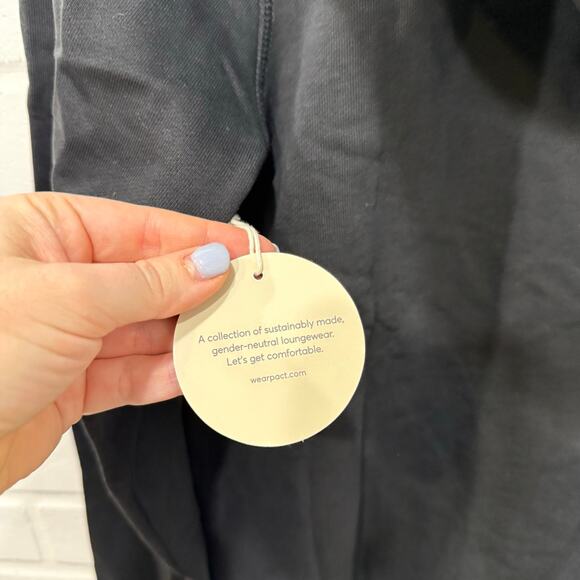 A collection of sustainably made,
gender-neutral loungewear.
Let's get comfortable.
wearpact.com